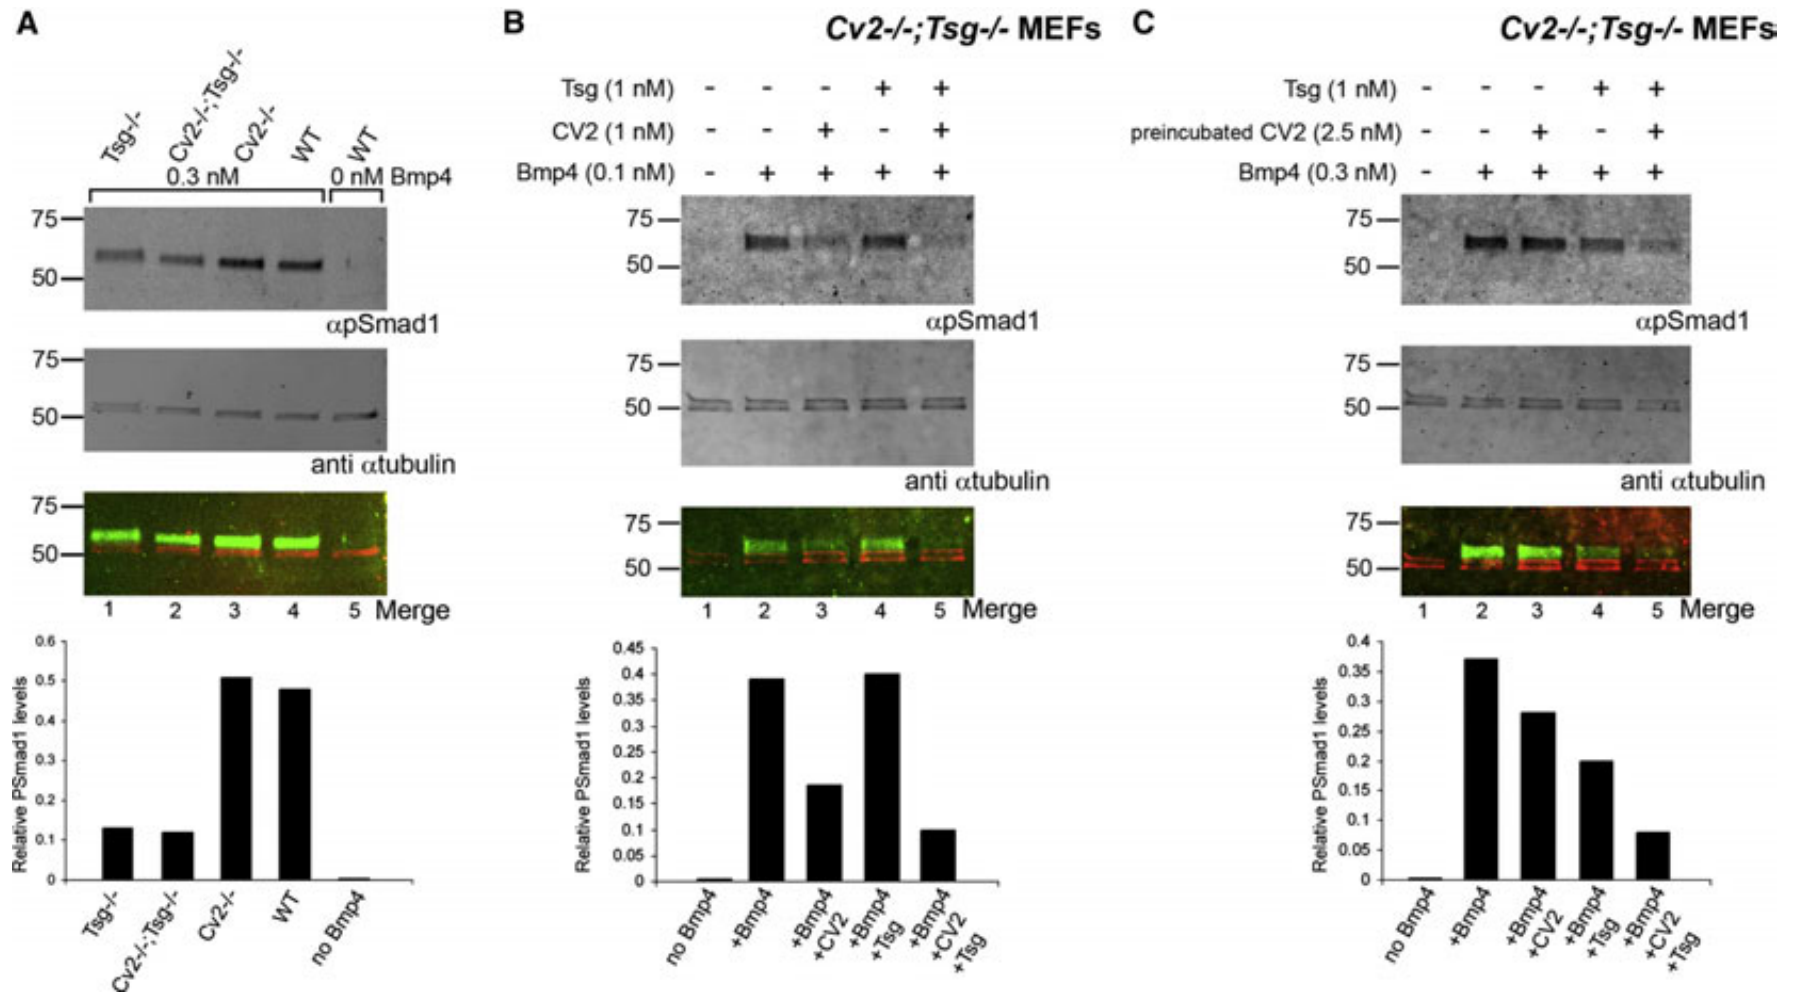 A
Tsg-/-
Cv2-/-;Tsg-/-
Cv2-/-
WT
WT
0.3 nM
0 nM Bmp4
75
50
αpSmad1
75
50
anti αtubulin
75
50
1 2 3 4 5 Merge
Relative PSmad1 levels
0.6
0.5
0.4
0.3
0.2
0.1
0
Tsg-/-
Cv2-/-;Tsg-/-
Cv2-/-
WT
no Bmp4
B
Cv2-/-;Tsg-/- MEFs
Tsg (1 nM) - - - + +
CV2 (1 nM) - - + - +
Bmp4 (0.1 nM) - + + + +
75
50
αpSmad1
75
50
anti αtubulin
75
50
1 2 3 4 5 Merge
Relative PSmad1 levels
0.45
0.4
0.35
0.3
0.25
0.2
0.15
0.1
0.05
0
no Bmp4
+Bmp4
+Bmp4
+CV2
+Bmp4
+Tsg
+Bmp4
+CV2
+Tsg
C
Cv2-/-;Tsg-/- MEFs
Tsg (1 nM) - - - + +
preincubated CV2 (2.5 nM) - - + - +
Bmp4 (0.3 nM) - + + + +
75
50
αpSmad1
75
50
anti αtubulin
75
50
1 2 3 4 5 Merge
Relative PSmad1 levels
0.4
0.35
0.3
0.25
0.2
0.15
0.1
0.05
0
no Bmp4
+Bmp4
+Bmp4
+CV2
+Bmp4
+Tsg
+Bmp4
+CV2
+Tsg